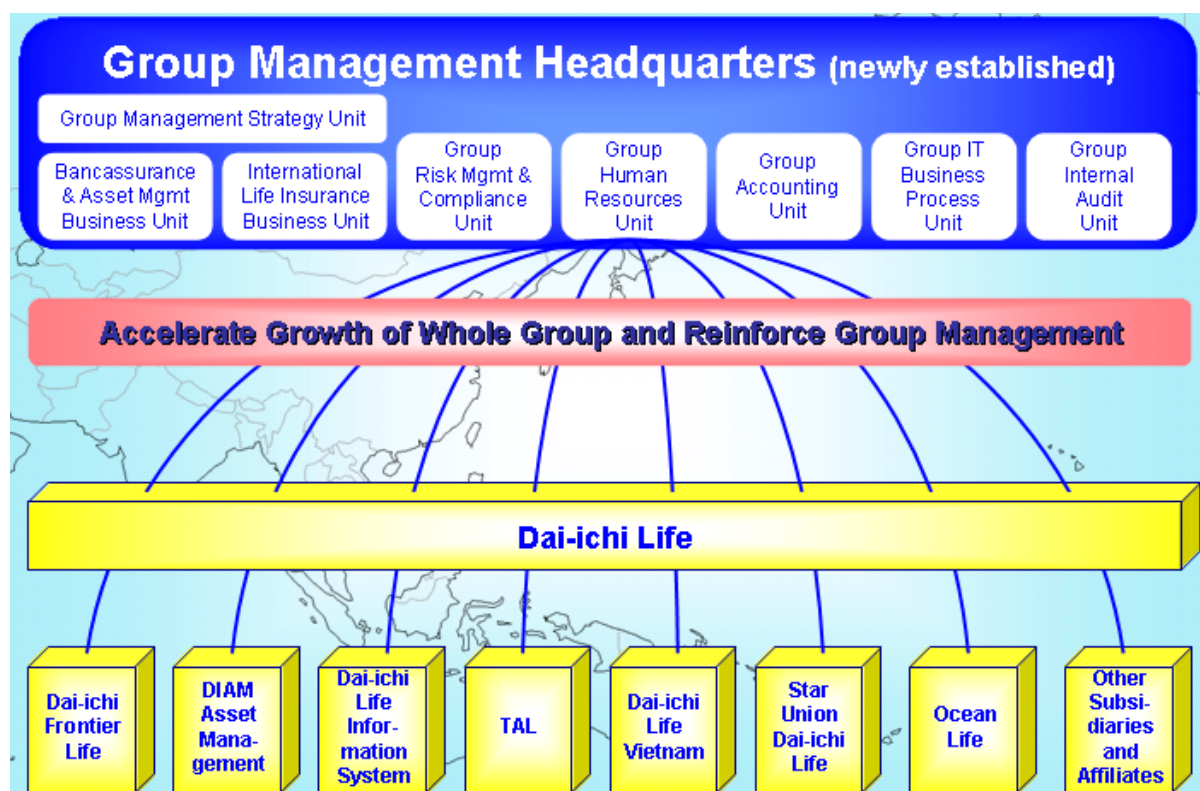 Group Management Headquarters (newly established)
Group Management Strategy Unit
Bancassurance
& Asset Mgmt
Business Unit
International
Life Insurance
Business Unit
Group
Risk Mgmt &
Compliance
Unit
Group
Human
Resources
Unit
Group
Accounting
Unit
Group IT
Business
Process
Unit
Group
Internal
Audit
Unit
Accelerate Growth of Whole Group and Reinforce Group Management
Dai-ichi Life
Dai-ichi
Frontier
Life
DIAM
Asset
Mana-
gement
Dai-ichi
Life
Infor-
mation
System
TAL
Dai-ichi
Life
Vietnam
Star
Union
Dai-ichi
Life
Ocean
Life
Other
Subsi-
diaries
and
Affiliates